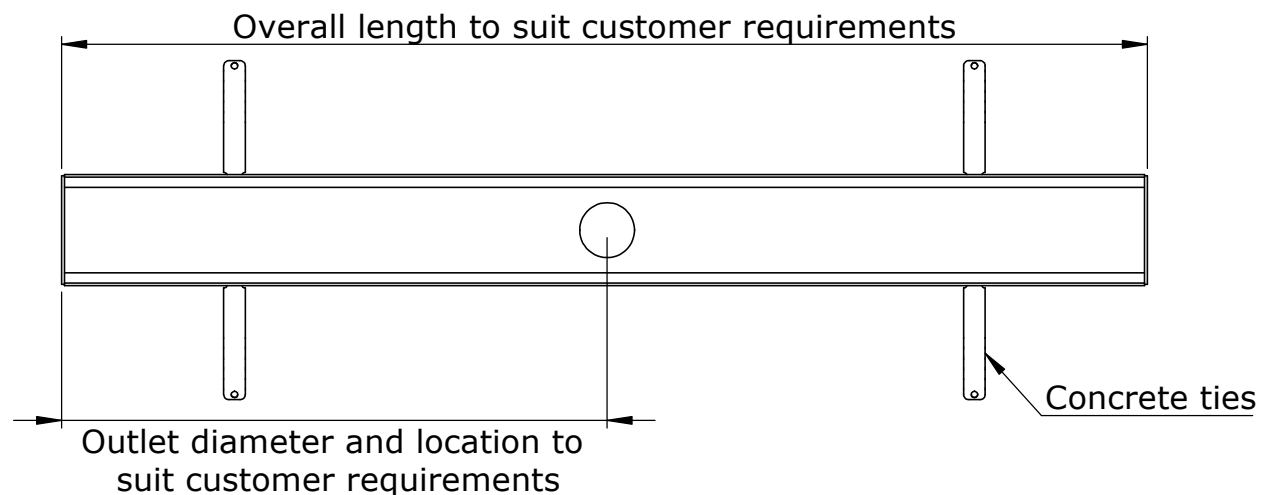 Overall length to suit customer requirements
Concrete ties
Outlet diameter and location to
suit customer requirements